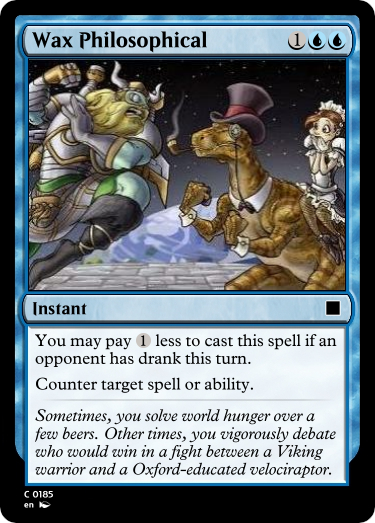 Wax Philosophical 1
Instant
You may pay 1 less to cast this spell if an
opponent has drank this turn.
Counter target spell or ability.
Sometimes, you solve world hunger over a
few beers. Other times, you vigorously debate
who would win in a fight between a Viking
warrior and a Oxford-educated velociraptor.
C 0185
en